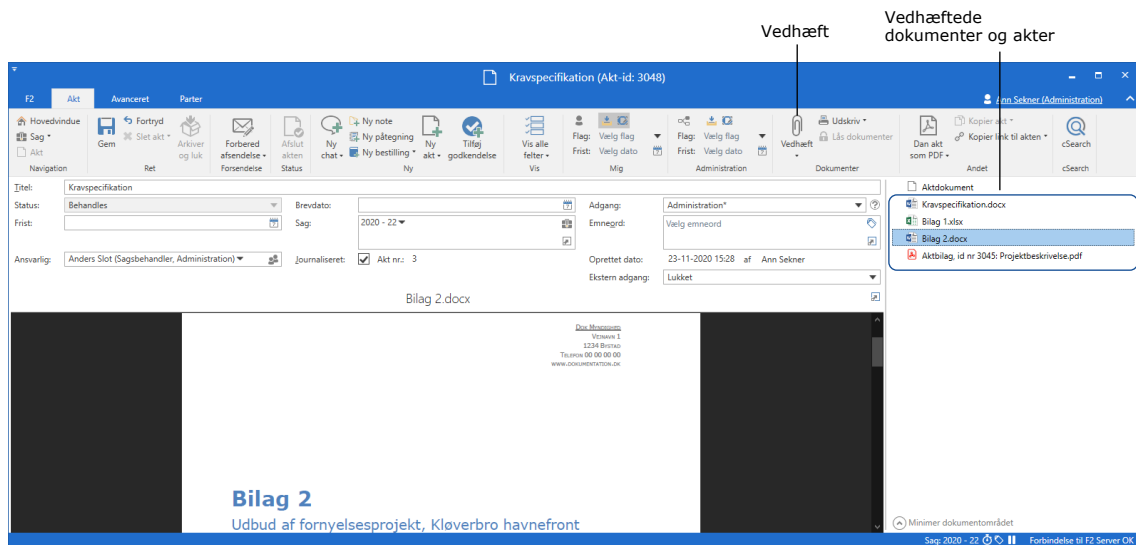 Vedhæft
Vedhæftede
dokumenter og akter
Kravspecifikation (Akt-id: 3048)
F2 Akt Avanceret Parter
Ann Sekner (Administration)
Hovedvindue
Sag
Akt
Navigation
Gem
Fortryd
Slet akt
Arkiver
og luk
Ret
Forbered
afsendelse
Forsendelse
Afslut
akten
Status
Ny
chat
Ny note
Ny påtegning
Ny bestilling
Ny
akt
Tilføj
godkendelse
Ny
Vis alle
felter
Vis
Flag: Vælg flag
Frist: Vælg dato
Mig
Flag: Vælg flag
Frist: Vælg dato
Administration
Vedhæft
Udskriv
Lås dokumenter
Dokumenter
Dan akt
som PDF
Kopier akt
Kopier link til akten
Andet
cSearch
cSearch
Titel: Kravspecifikation
Status: Behandles Brevdato: Adgang: Administration*
Frist: Sag: 2020 - 22 Emneord: Vælg emneord
Ansvarlig: Anders Slot (Sagsbehandler, Administration) Journaliseret: Akt nr.: 3 Oprettet dato: 23-11-2020 15:28 af Ann Sekner
Ekstern adgang: Lukket
Aktdokument
Kravspecifikation.docx
Bilag 1.xlsx
Bilag 2.docx
Aktbilag, id nr 3045: Projektbeskrivelse.pdf
Bilag 2.docx
Dok Myndighed
Vejnavn 1
1234 Bystad
Telefon 00 00 00 00
www.dokumentation.dk
Bilag 2
Udbud af fornyelsesprojekt, Kløverbro havnefront
Minimer dokumentområdet
Sag: 2020 - 22 Forbindelse til F2 Server OK